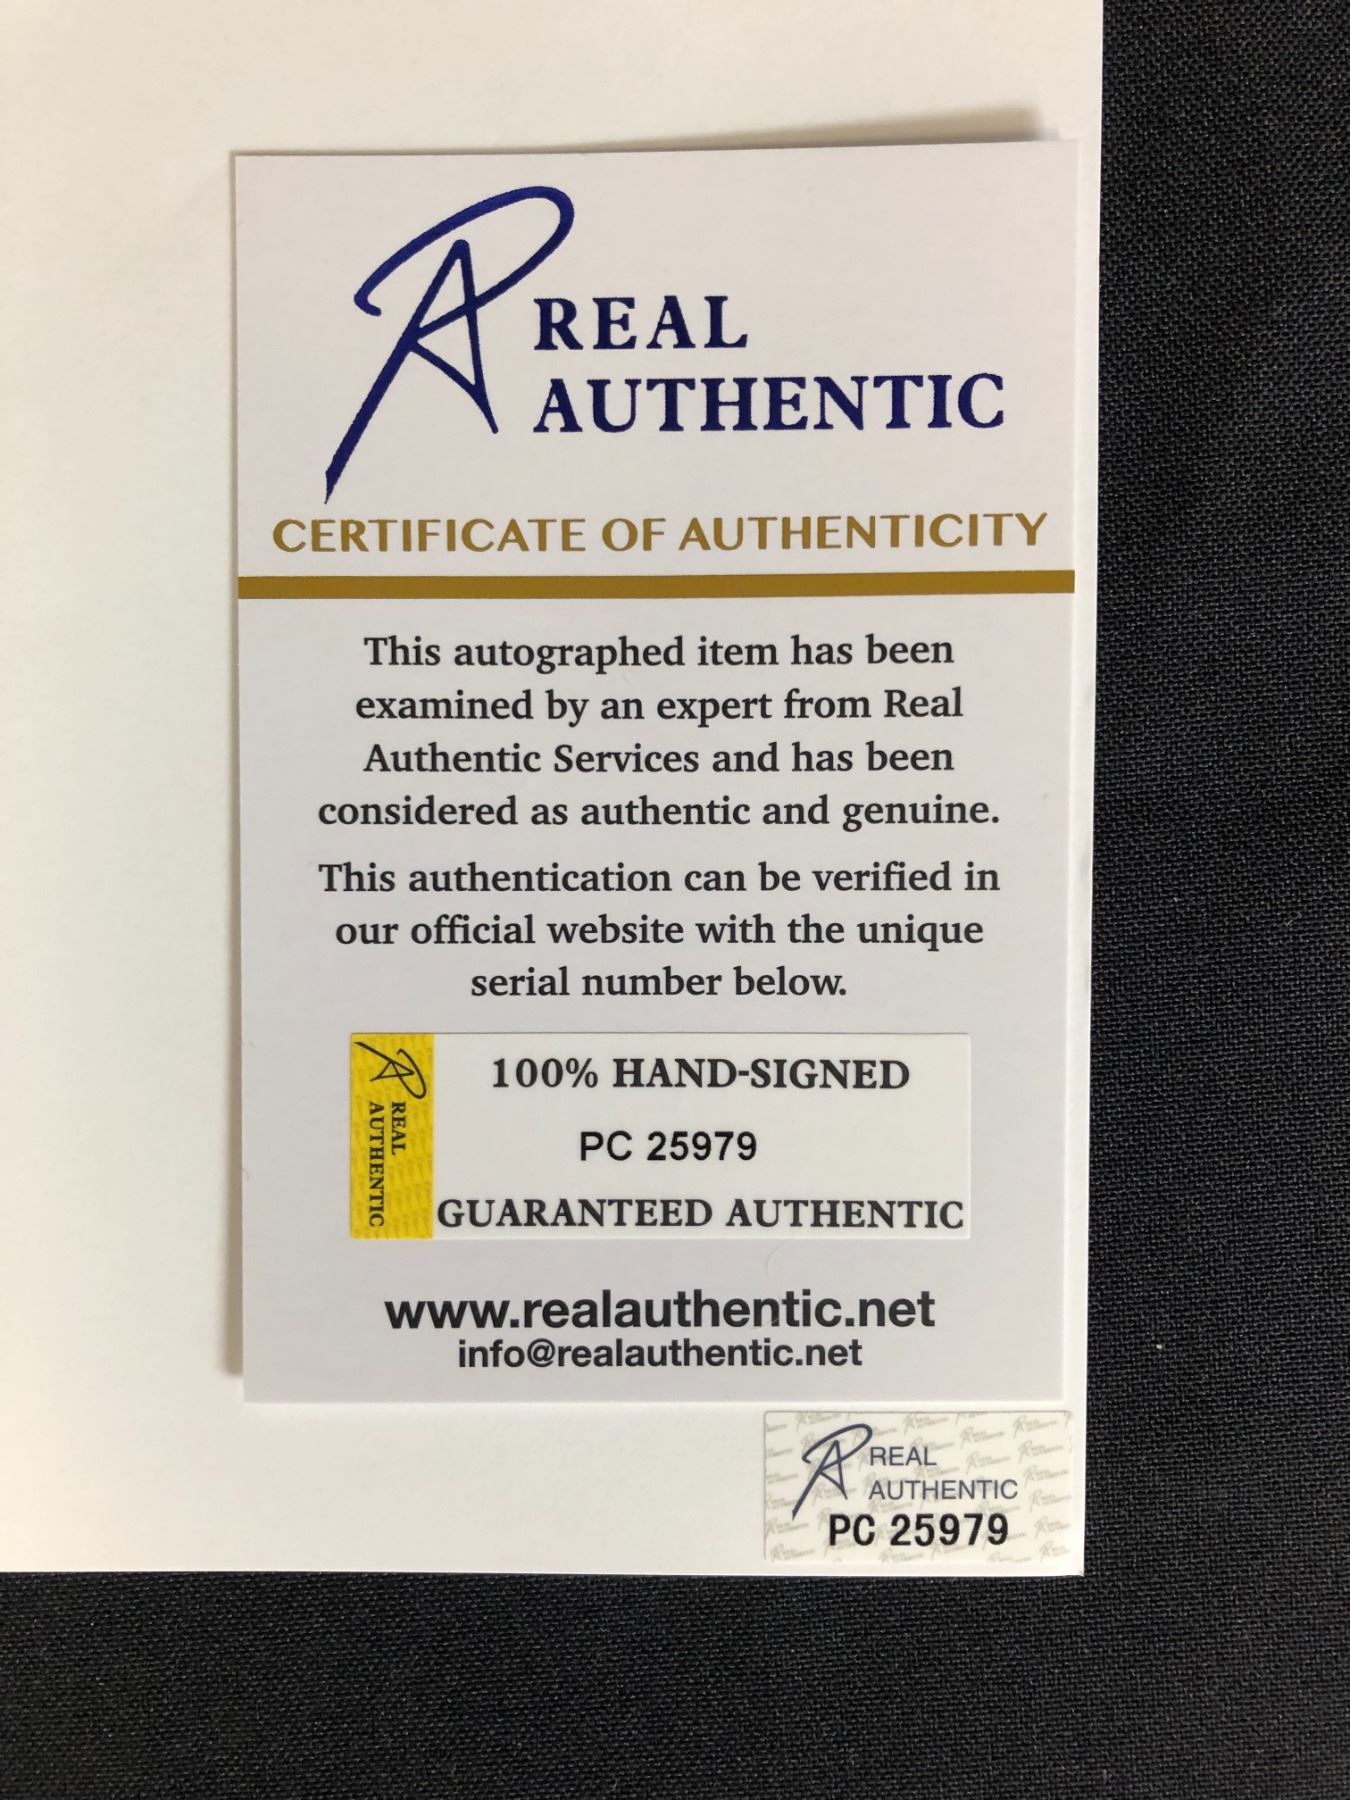 REAL
AUTHENTIC
CERTIFICATE OF AUTHENTICITY
This autographed item has been
examined by an expert from Real
Authentic Services and has been
considered as authentic and genuine.
This authentication can be verified in
our official website with the unique
serial number below.
REAL
AUTHENTIC
100% HAND-SIGNED
PC 25979
GUARANTEED AUTHENTIC
www.realauthentic.net
info@realauthentic.net
REAL
AUTHENTIC
PC 25979